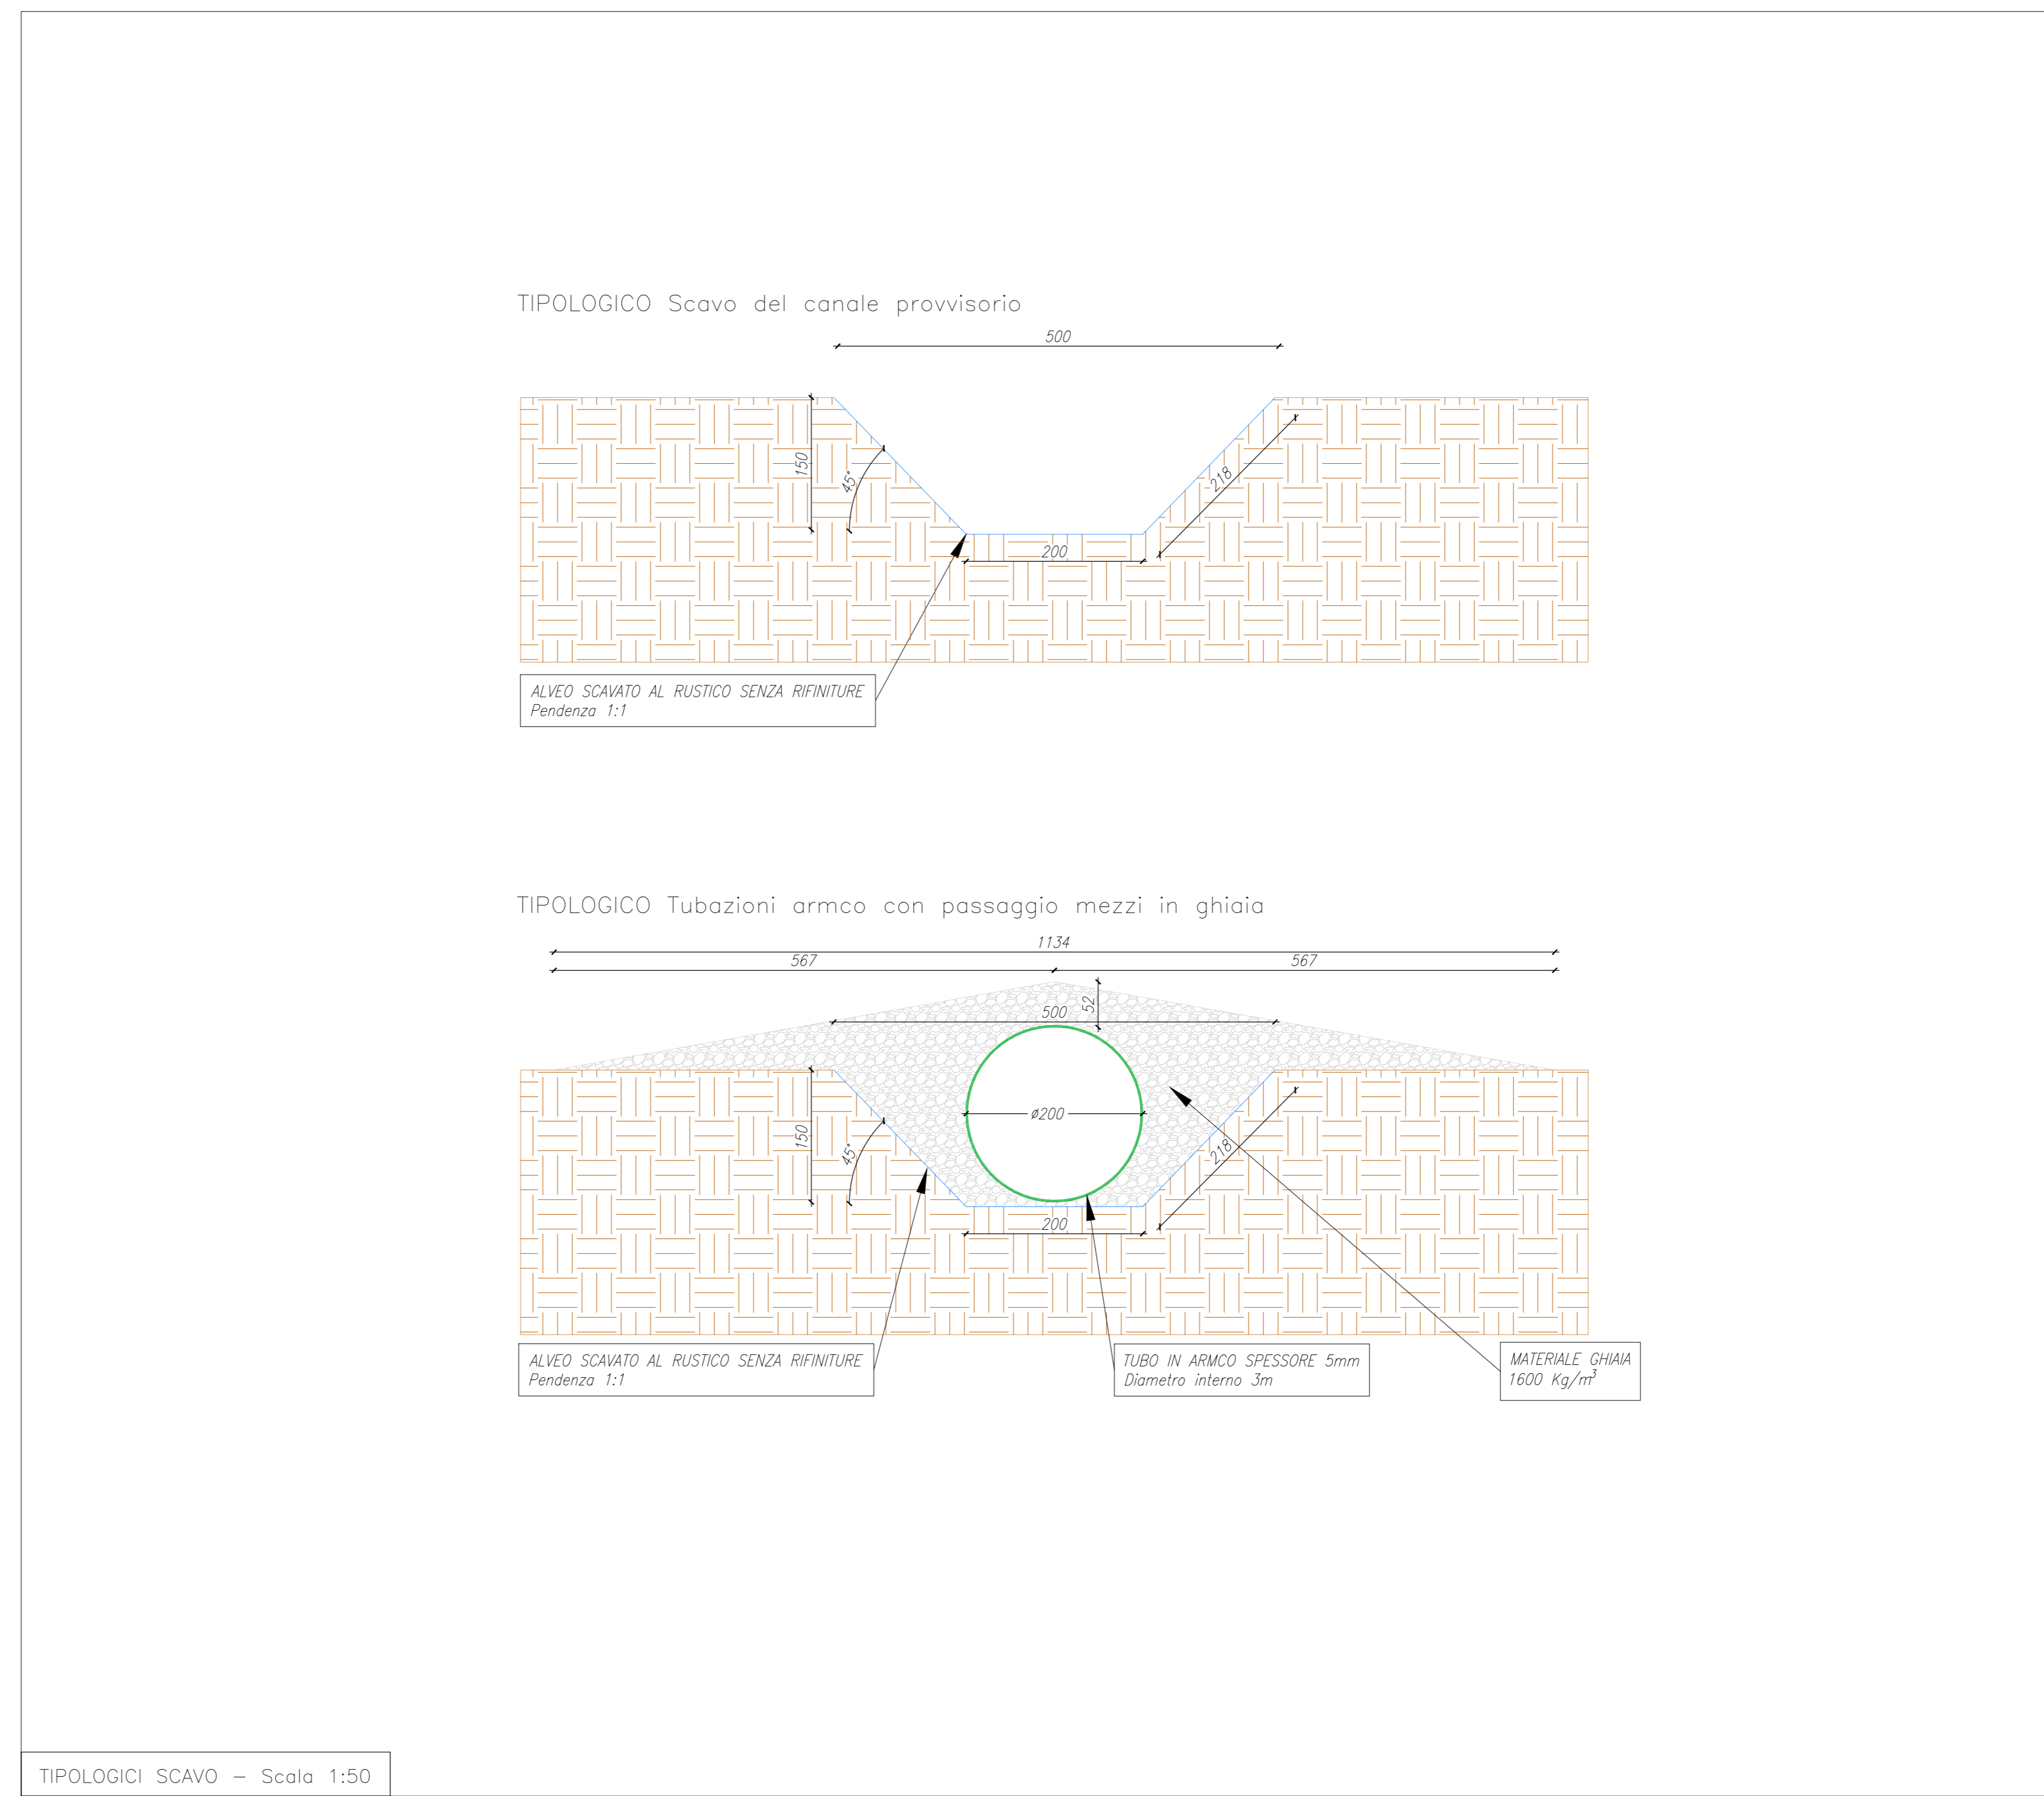 TIPOLOGICO Scavo del canale provvisorio
500
150
45°
218
200
ALVEO SCAVATO AL RUSTICO SENZA RIFINITURE
Pendenza 1:1
TIPOLOGICO Tubazioni armco con passaggio mezzi in ghiaia
1134
567
567
52
500
ø200
150
45°
218
200
ALVEO SCAVATO AL RUSTICO SENZA RIFINITURE
Pendenza 1:1
TUBO IN ARMCO SPESSORE 5mm
Diametro interno 3m
MATERIALE GHIAIA
1600 Kg/m³
TIPOLOGICI SCAVO – Scala 1:50